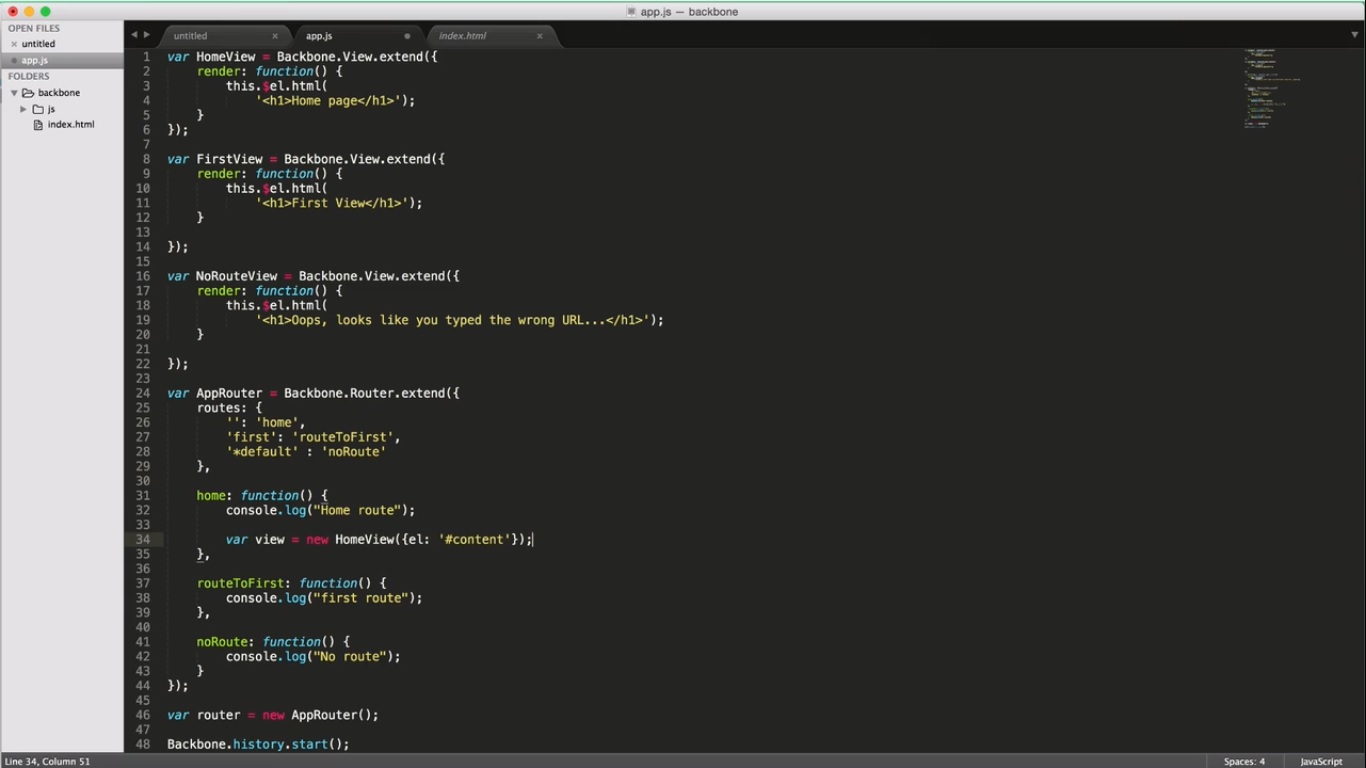 app.js — backbone
OPEN FILES
untitled
app.js
FOLDERS
backbone
js
index.html
untitled
app.js
index.html
1 var HomeView = Backbone.View.extend({
2     render: function() {
3         this.$el.html(
4             '<h1>Home page</h1>');
5     }
6 });
7
8 var FirstView = Backbone.View.extend({
9     render: function() {
10         this.$el.html(
11             '<h1>First View</h1>');
12     }
13
14 });
15
16 var NoRouteView = Backbone.View.extend({
17     render: function() {
18         this.$el.html(
19             '<h1>Oops, looks like you typed the wrong URL...</h1>');
20     }
21
22 });
23
24 var AppRouter = Backbone.Router.extend({
25     routes: {
26         '': 'home',
27         'first': 'routeToFirst',
28         '*default' : 'noRoute'
29     },
30
31     home: function() {
32         console.log("Home route");
33
34         var view = new HomeView({el: '#content'});
35     },
36
37     routeToFirst: function() {
38         console.log("first route");
39     },
40
41     noRoute: function() {
42         console.log("No route");
43     }
44 });
45
46 var router = new AppRouter();
47
48 Backbone.history.start();
Line 34, Column 51
Spaces: 4
JavaScript